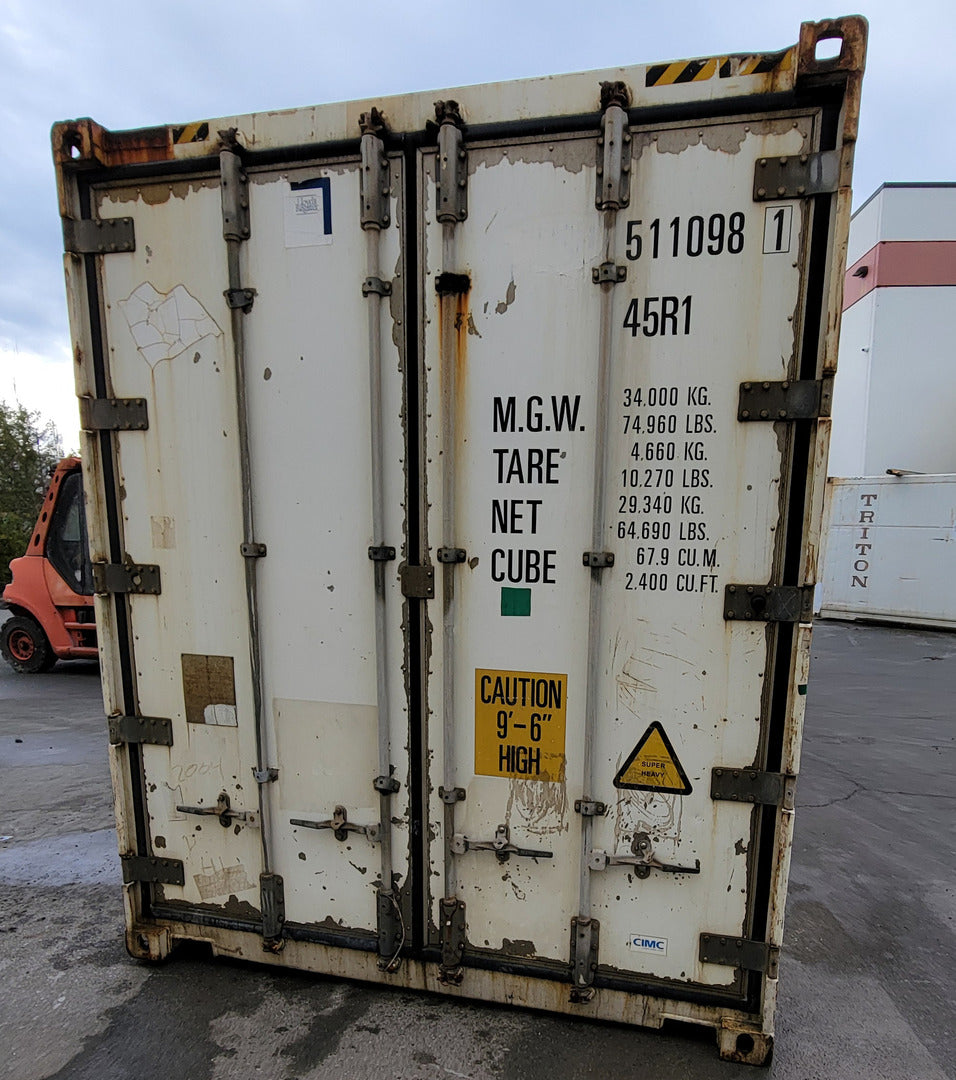 511098 1
45R1
M.G.W. 34.000 KG.
74.960 LBS.
TARE 4.660 KG.
10.270 LBS.
NET 29.340 KG.
64.690 LBS.
CUBE 67.9 CU.M.
2.400 CU.FT.
CAUTION
9'-6"
HIGH
SUPER
HEAVY
CIMC
2004
TRITON